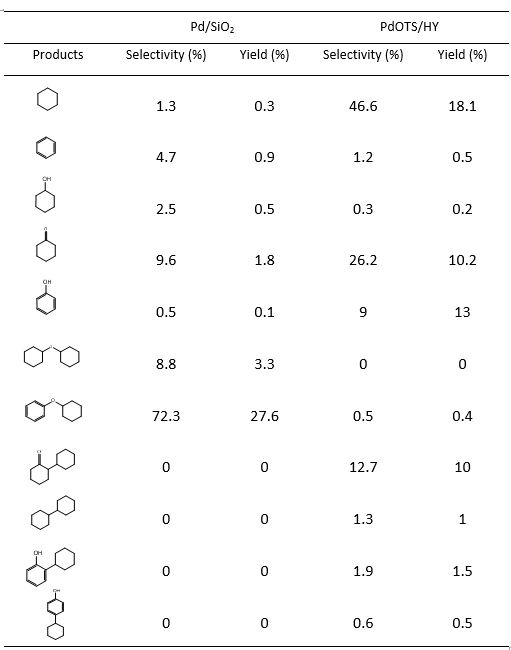 Pd/SiO₂ PdOTS/HY
Products Selectivity (%) Yield (%) Selectivity (%) Yield (%)
1.3 0.3 46.6 18.1
4.7 0.9 1.2 0.5
OH
2.5 0.5 0.3 0.2
9.6 1.8 26.2 10.2
OH
0.5 0.1 9 13
8.8 3.3 0 0
O
72.3 27.6 0.5 0.4
O
0 0 12.7 10
0 0 1.3 1
OH
0 0 1.9 1.5
OH
0 0 0.6 0.5